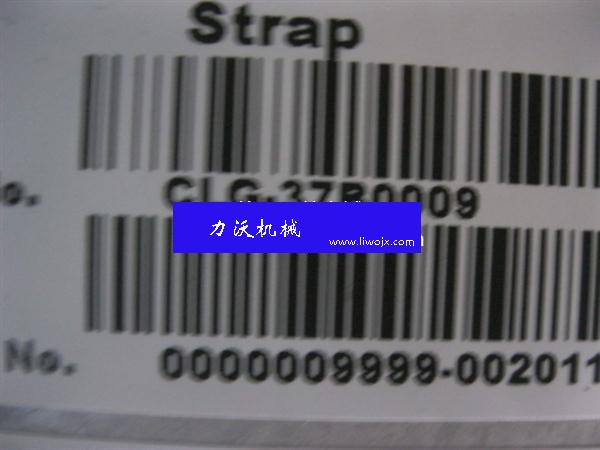 Strap
o. CLG-37B0009
力沃机械
www.liwojx.com
No. 0000009999-002011